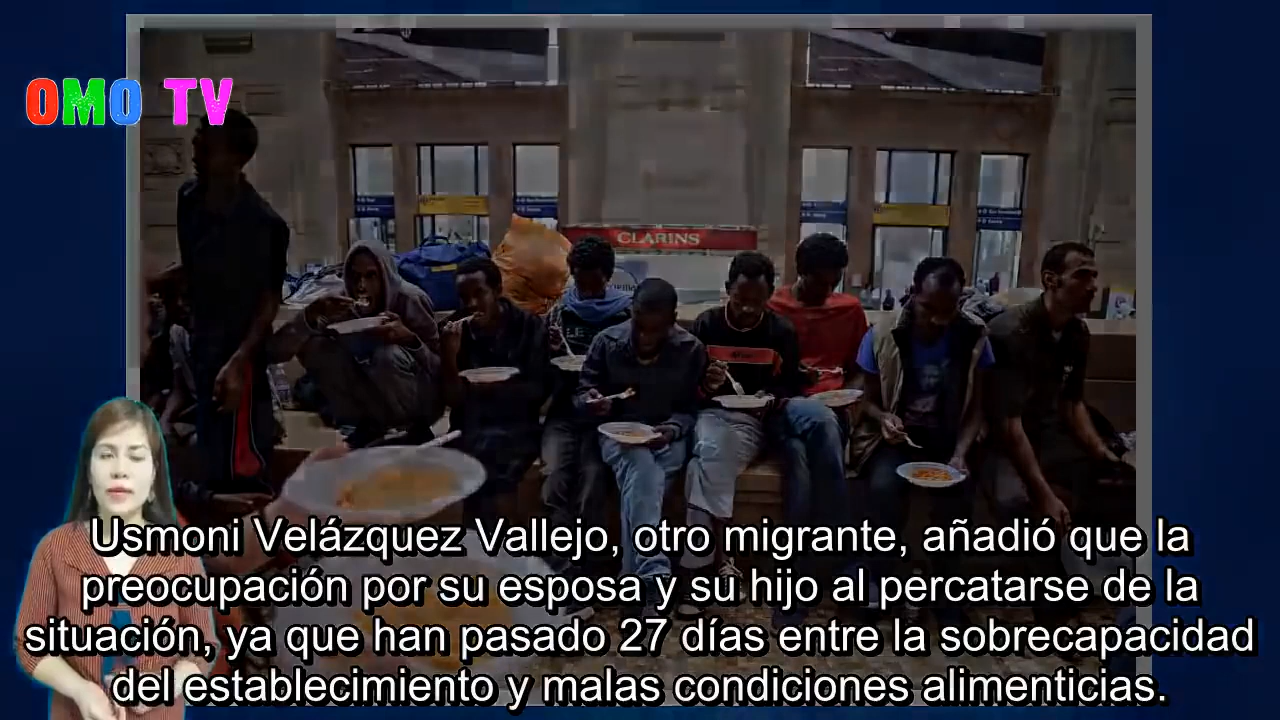 OMO TV
CLARINS
Usmoni Velázquez Vallejo, otro migrante, añadió que la
preocupación por su esposa y su hijo al percatarse de la
situación, ya que han pasado 27 días entre la sobrecapacidad
del establecimiento y malas condiciones alimenticias.